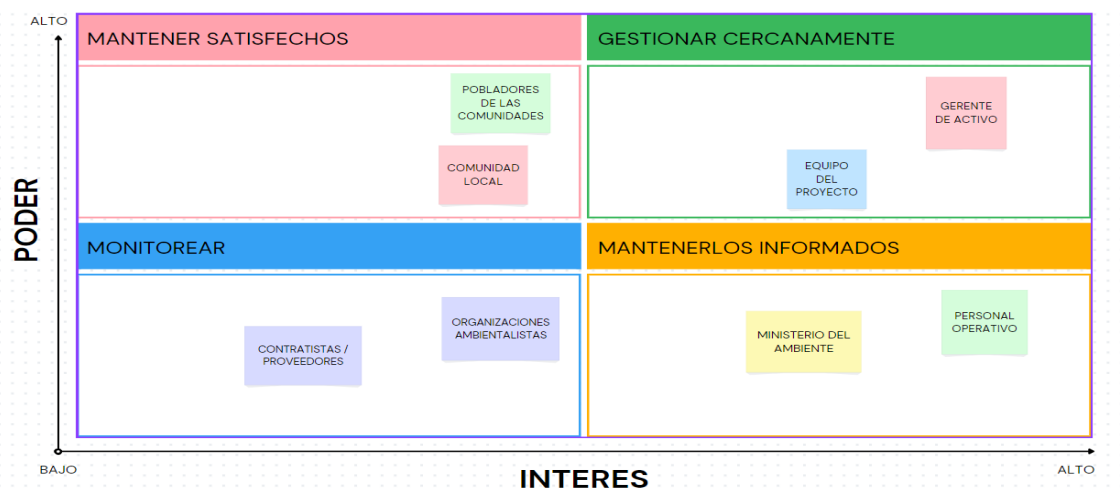 ALTO
MANTENER SATISFECHOS
GESTIONAR CERCANAMENTE
POBLADORES
DE LAS
COMUNIDADES
COMUNIDAD
LOCAL
GERENTE
DE ACTIVO
EQUIPO
DEL
PROYECTO
PODER
MONITOREAR
MANTENERLOS INFORMADOS
CONTRATISTAS /
PROVEEDORES
ORGANIZACIONES
AMBIENTALISTAS
MINISTERIO DEL
AMBIENTE
PERSONAL
OPERATIVO
BAJO
INTERES
ALTO